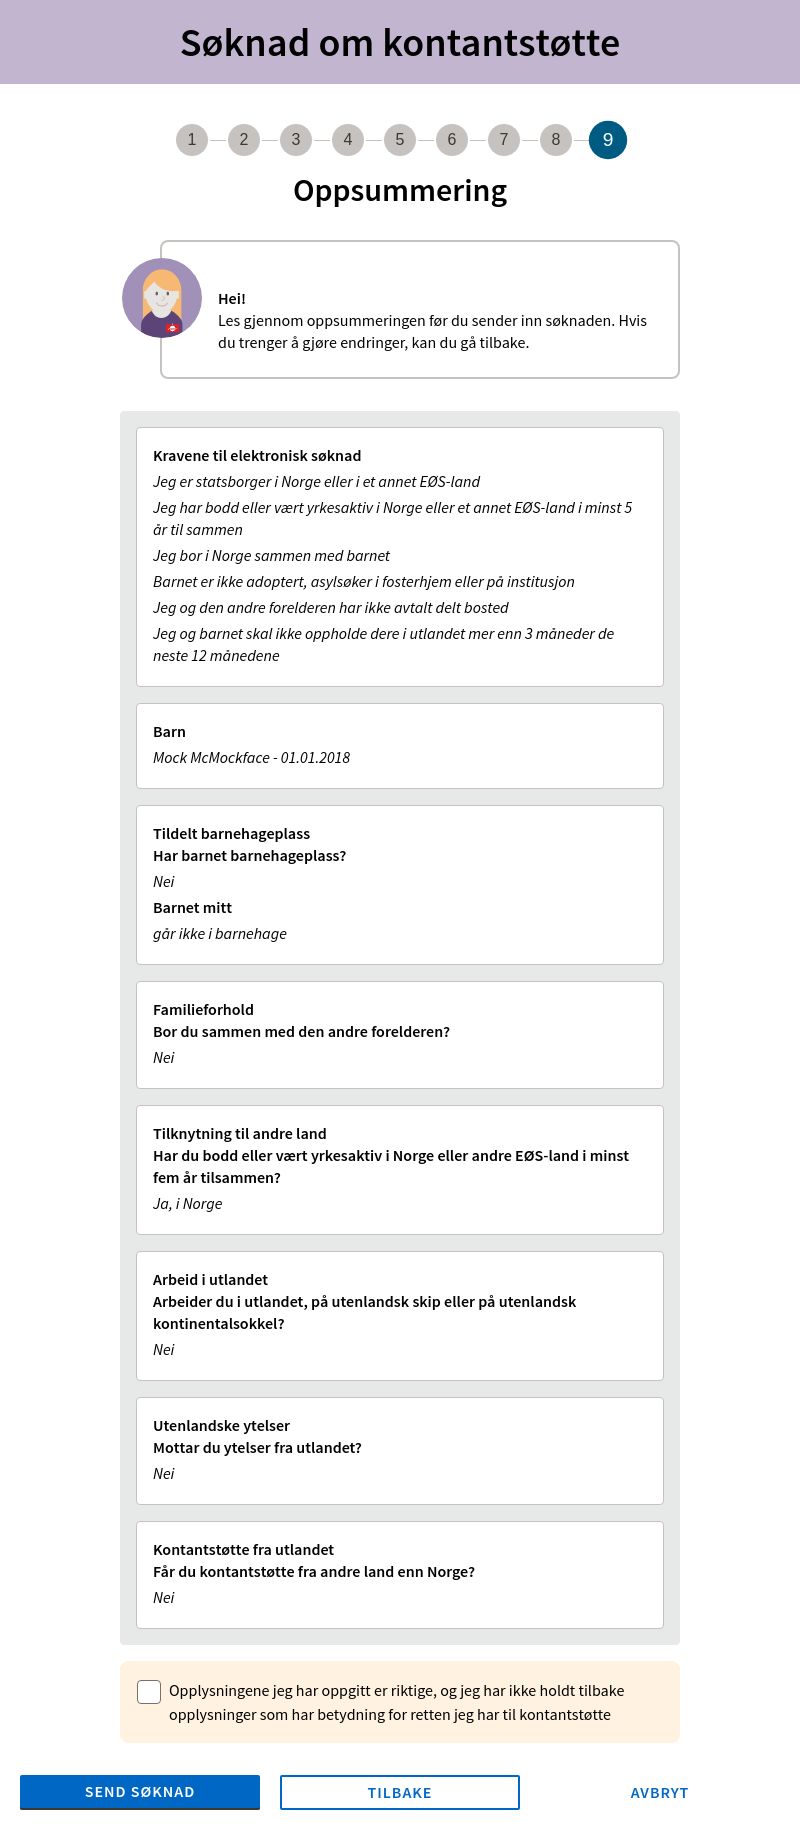 Søknad om kontantstøtte
1 2 3 4 5 6 7 8 9
Oppsummering
Hei!
Les gjennom oppsummeringen før du sender inn søknaden. Hvis
du trenger å gjøre endringer, kan du gå tilbake.
Kravene til elektronisk søknad
Jeg er statsborger i Norge eller i et annet EØS-land
Jeg har bodd eller vært yrkesaktiv i Norge eller et annet EØS-land i minst 5
år til sammen
Jeg bor i Norge sammen med barnet
Barnet er ikke adoptert, asylsøker i fosterhjem eller på institusjon
Jeg og den andre forelderen har ikke avtalt delt bosted
Jeg og barnet skal ikke oppholde dere i utlandet mer enn 3 måneder de
neste 12 månedene
Barn
Mock McMockface - 01.01.2018
Tildelt barnehageplass
Har barnet barnehageplass?
Nei
Barnet mitt
går ikke i barnehage
Familieforhold
Bor du sammen med den andre forelderen?
Nei
Tilknytning til andre land
Har du bodd eller vært yrkesaktiv i Norge eller andre EØS-land i minst
fem år tilsammen?
Ja, i Norge
Arbeid i utlandet
Arbeider du i utlandet, på utenlandsk skip eller på utenlandsk
kontinentalsokkel?
Nei
Utenlandske ytelser
Mottar du ytelser fra utlandet?
Nei
Kontantstøtte fra utlandet
Får du kontantstøtte fra andre land enn Norge?
Nei
Opplysningene jeg har oppgitt er riktige, og jeg har ikke holdt tilbake
opplysninger som har betydning for retten jeg har til kontantstøtte
SEND SØKNAD TILBAKE AVBRYT